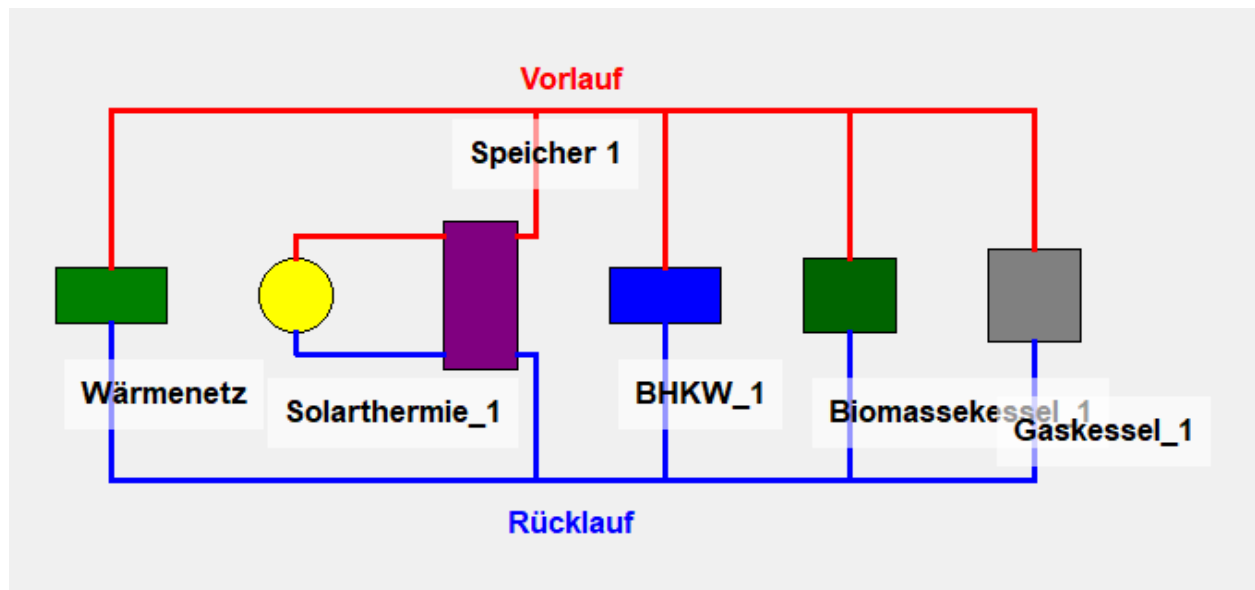 Vorlauf
Speicher 1
Wärmenetz
Solarthermie_1
BHKW_1
Biomassekessel_1
Gaskessel_1
Rücklauf